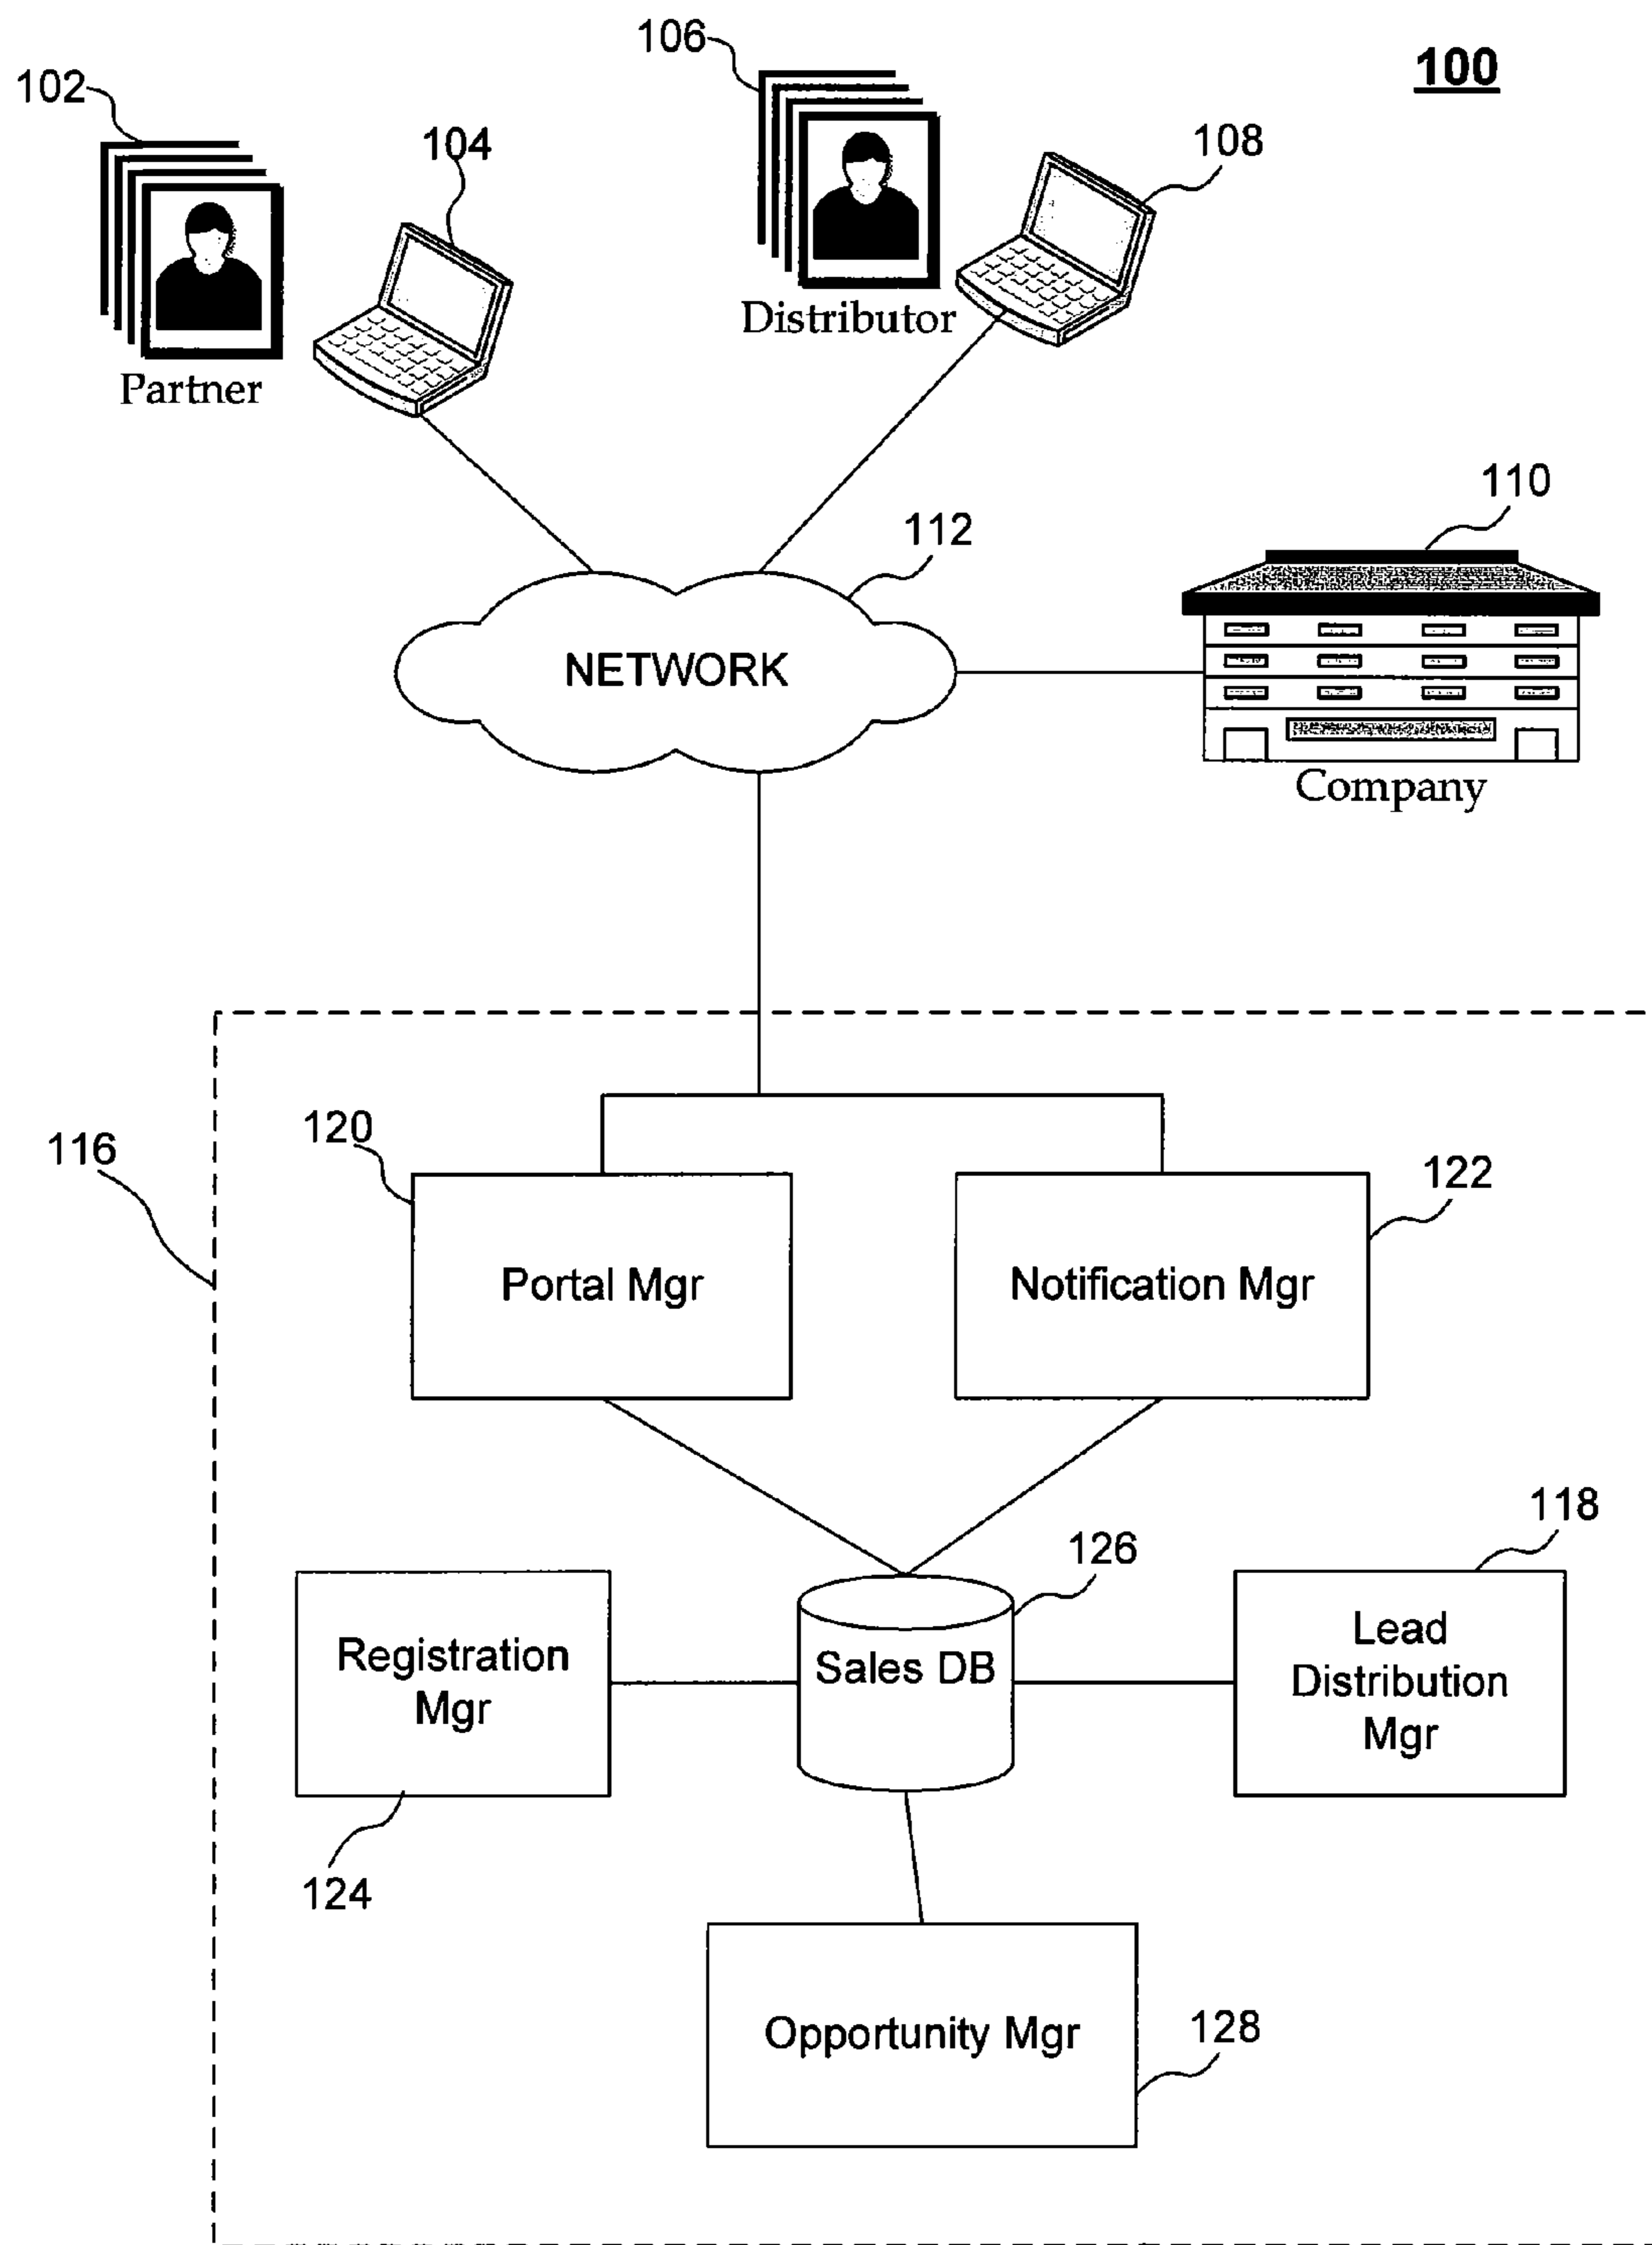 106
100
102
104
108
Distributor
Partner
110
112
NETWORK
Company
120
116
122
Portal Mgr
Notification Mgr
118
126
Registration
Mgr
Sales DB
Lead
Distribution
Mgr
124
Opportunity Mgr
128